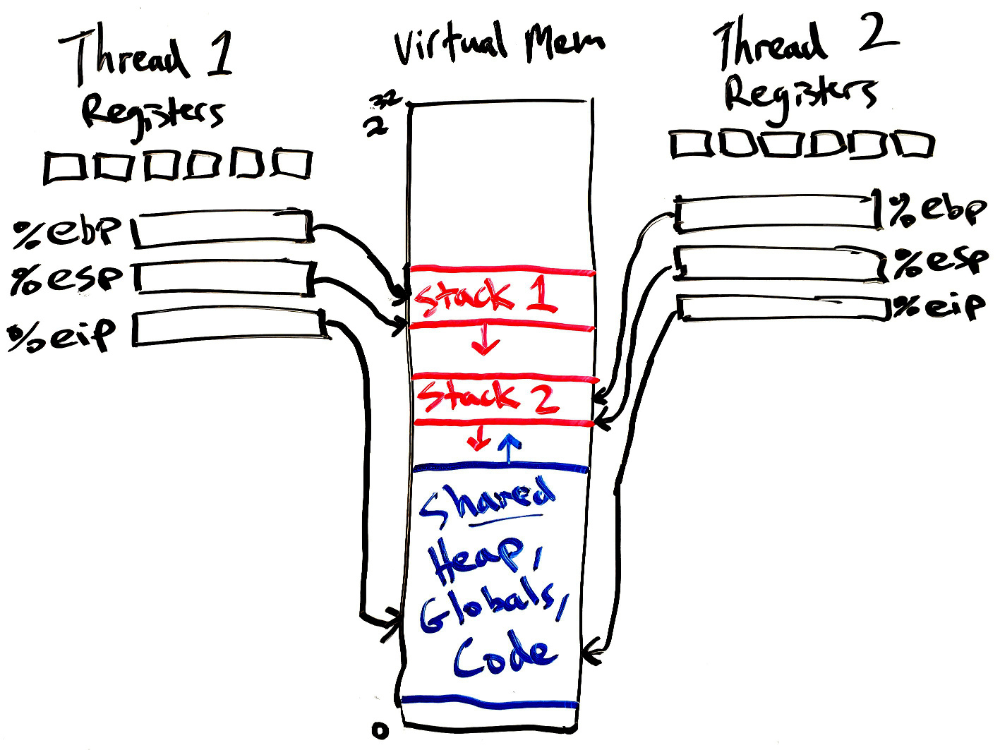 Thread 1
Registers
%ebp
%esp
%eip
Virtual Mem
2^32
Stack 1
Stack 2
Shared
Heap,
Globals,
Code
0
Thread 2
Registers
%ebp
%esp
%eip